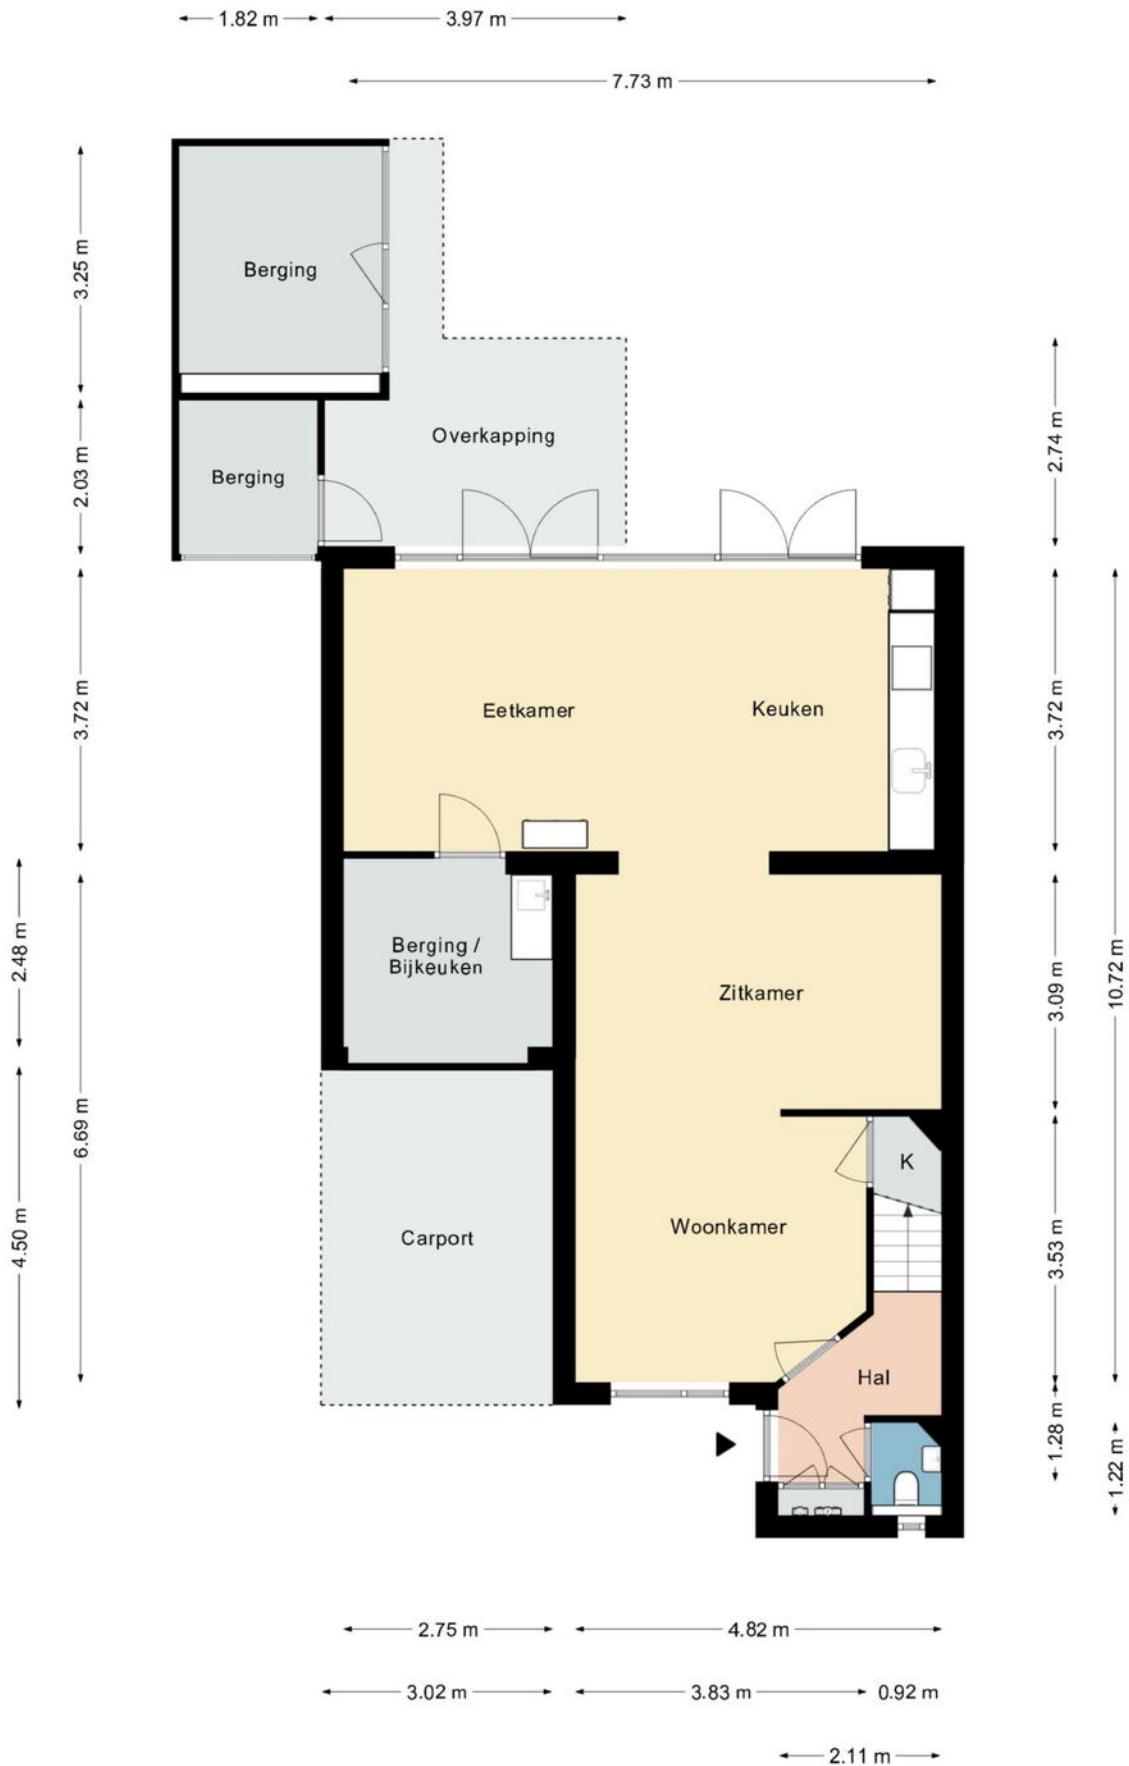 1.82 m
3.97 m
7.73 m
3.25 m
Berging
2.03 m
Berging
Overkapping
2.74 m
3.72 m
Eetkamer
Keuken
3.72 m
10.72 m
2.48 m
Berging /
Bijkeuken
Zitkamer
3.09 m
6.69 m
4.50 m
Carport
Woonkamer
K
3.53 m
Hal
1.28 m
1.22 m
2.75 m
4.82 m
3.02 m
3.83 m
0.92 m
2.11 m